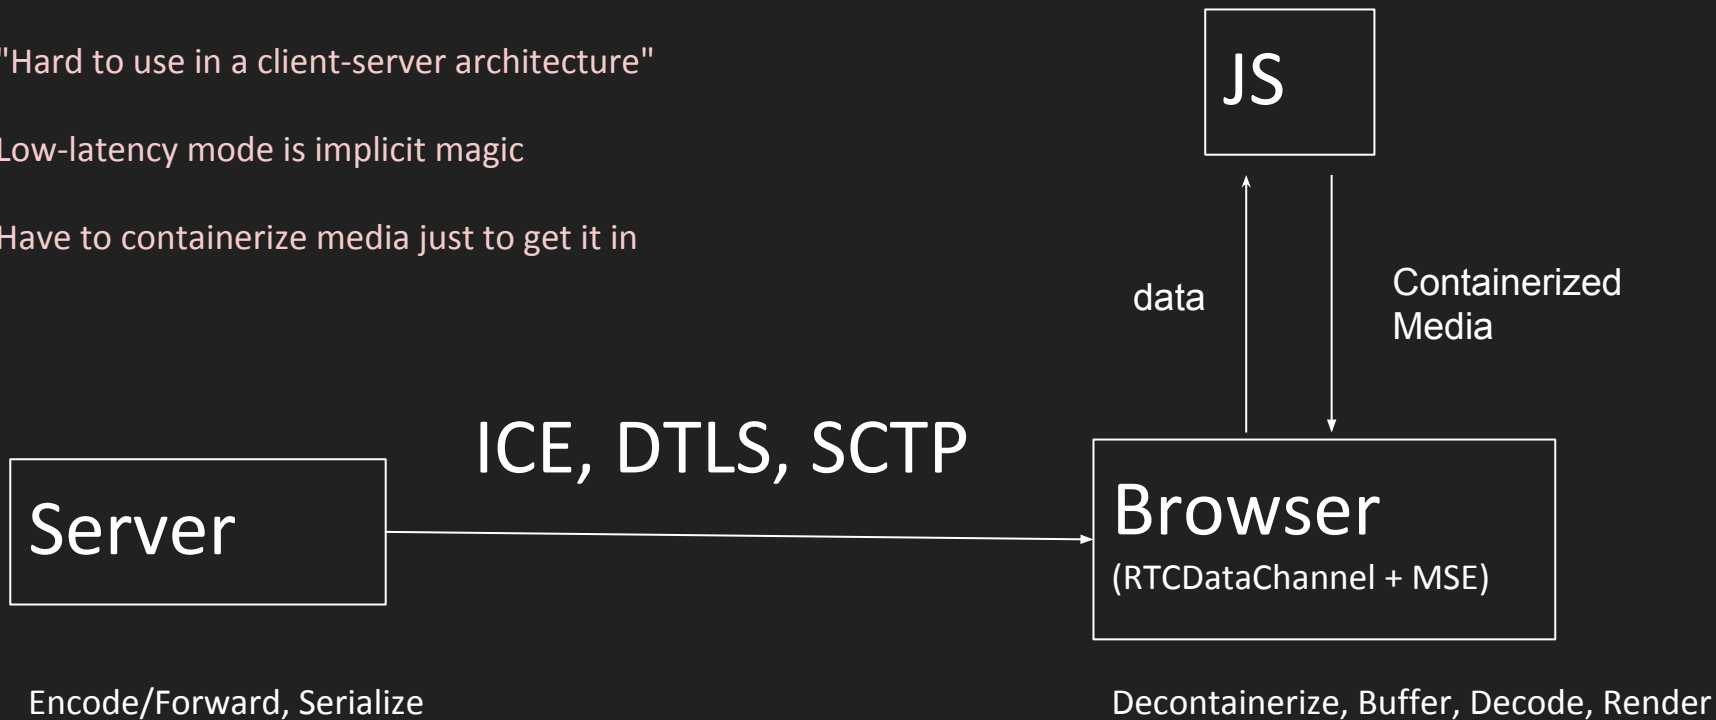 "Hard to use in a client-server architecture"
Low-latency mode is implicit magic
Have to containerize media just to get it in
JS
data
Containerized
Media
ICE, DTLS, SCTP
Server
Browser
(RTCDataChannel + MSE)
Encode/Forward, Serialize
Decontainerize, Buffer, Decode, Render